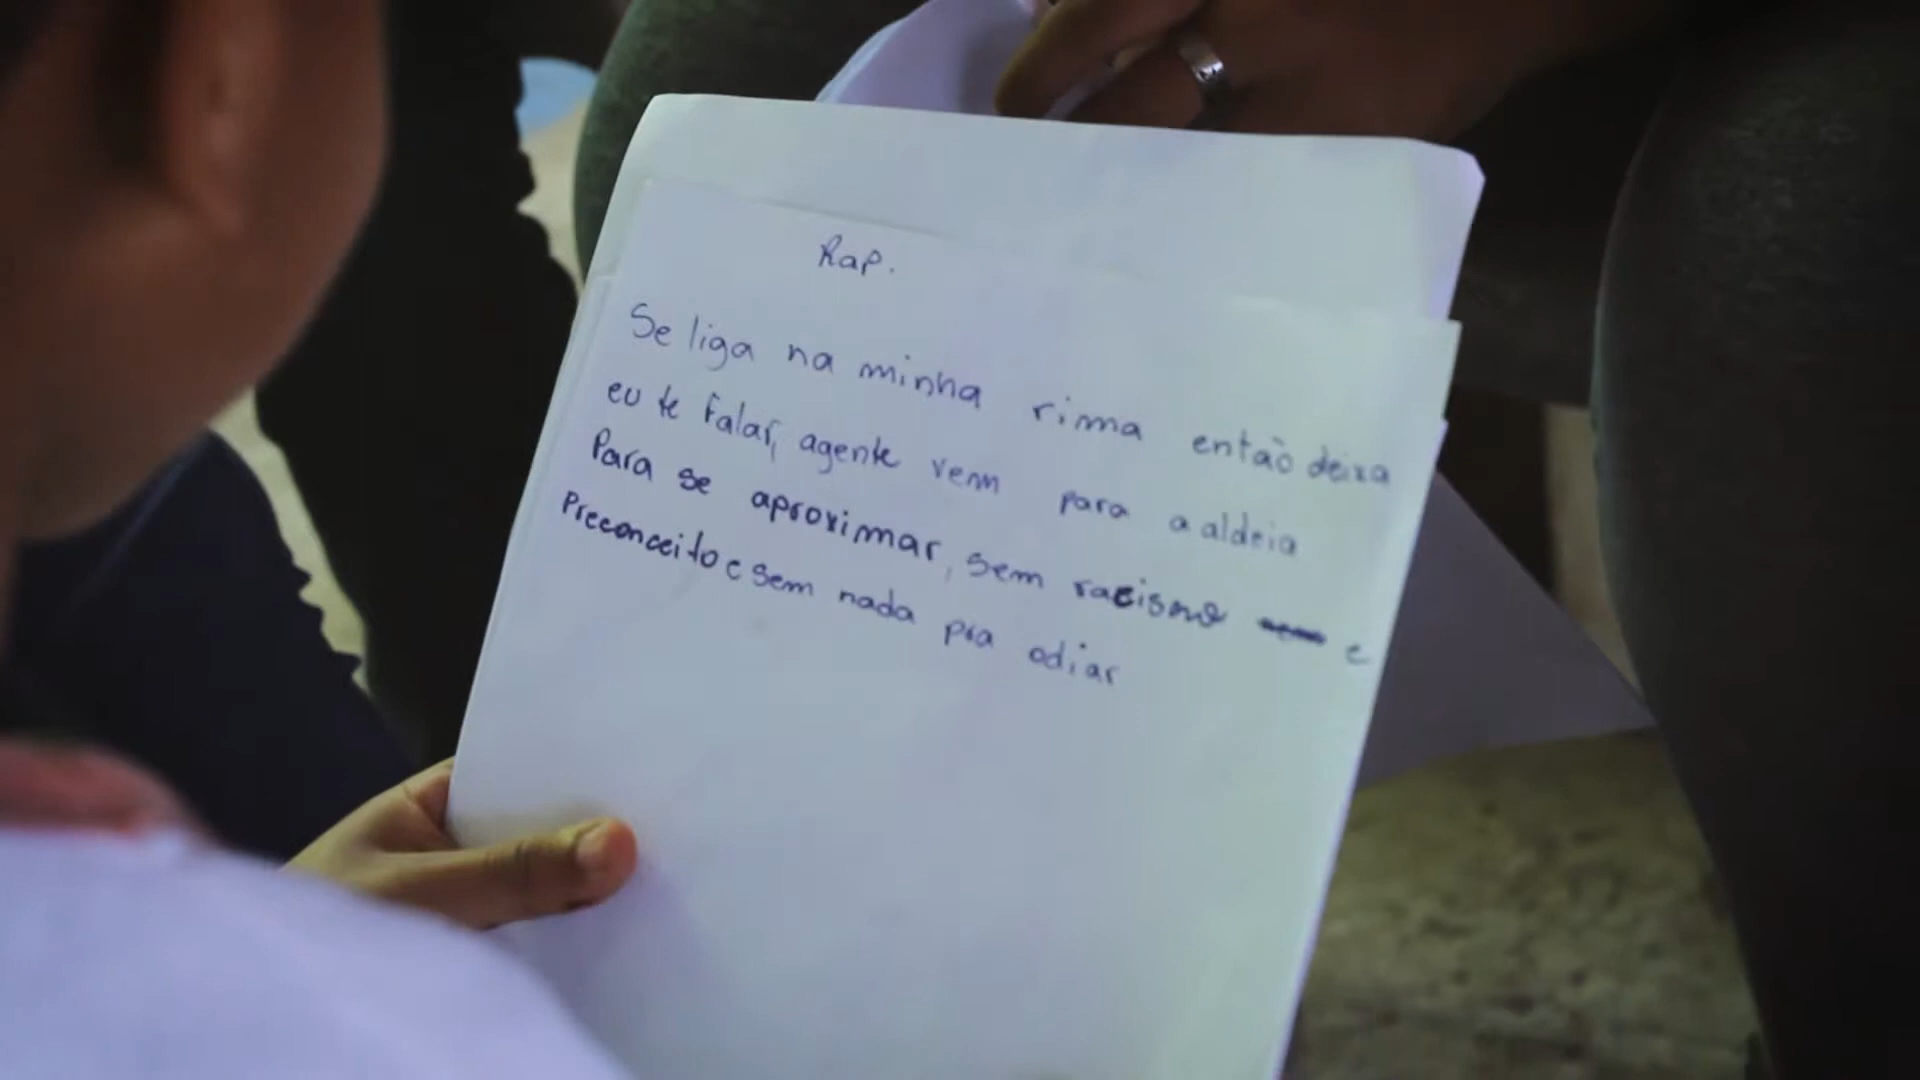 Rap.
Se liga na minha rima então deixa
eu te falar, agente vem para a aldeia
Para se aproximar, sem racismo e
Preconceito e sem nada pra odiar